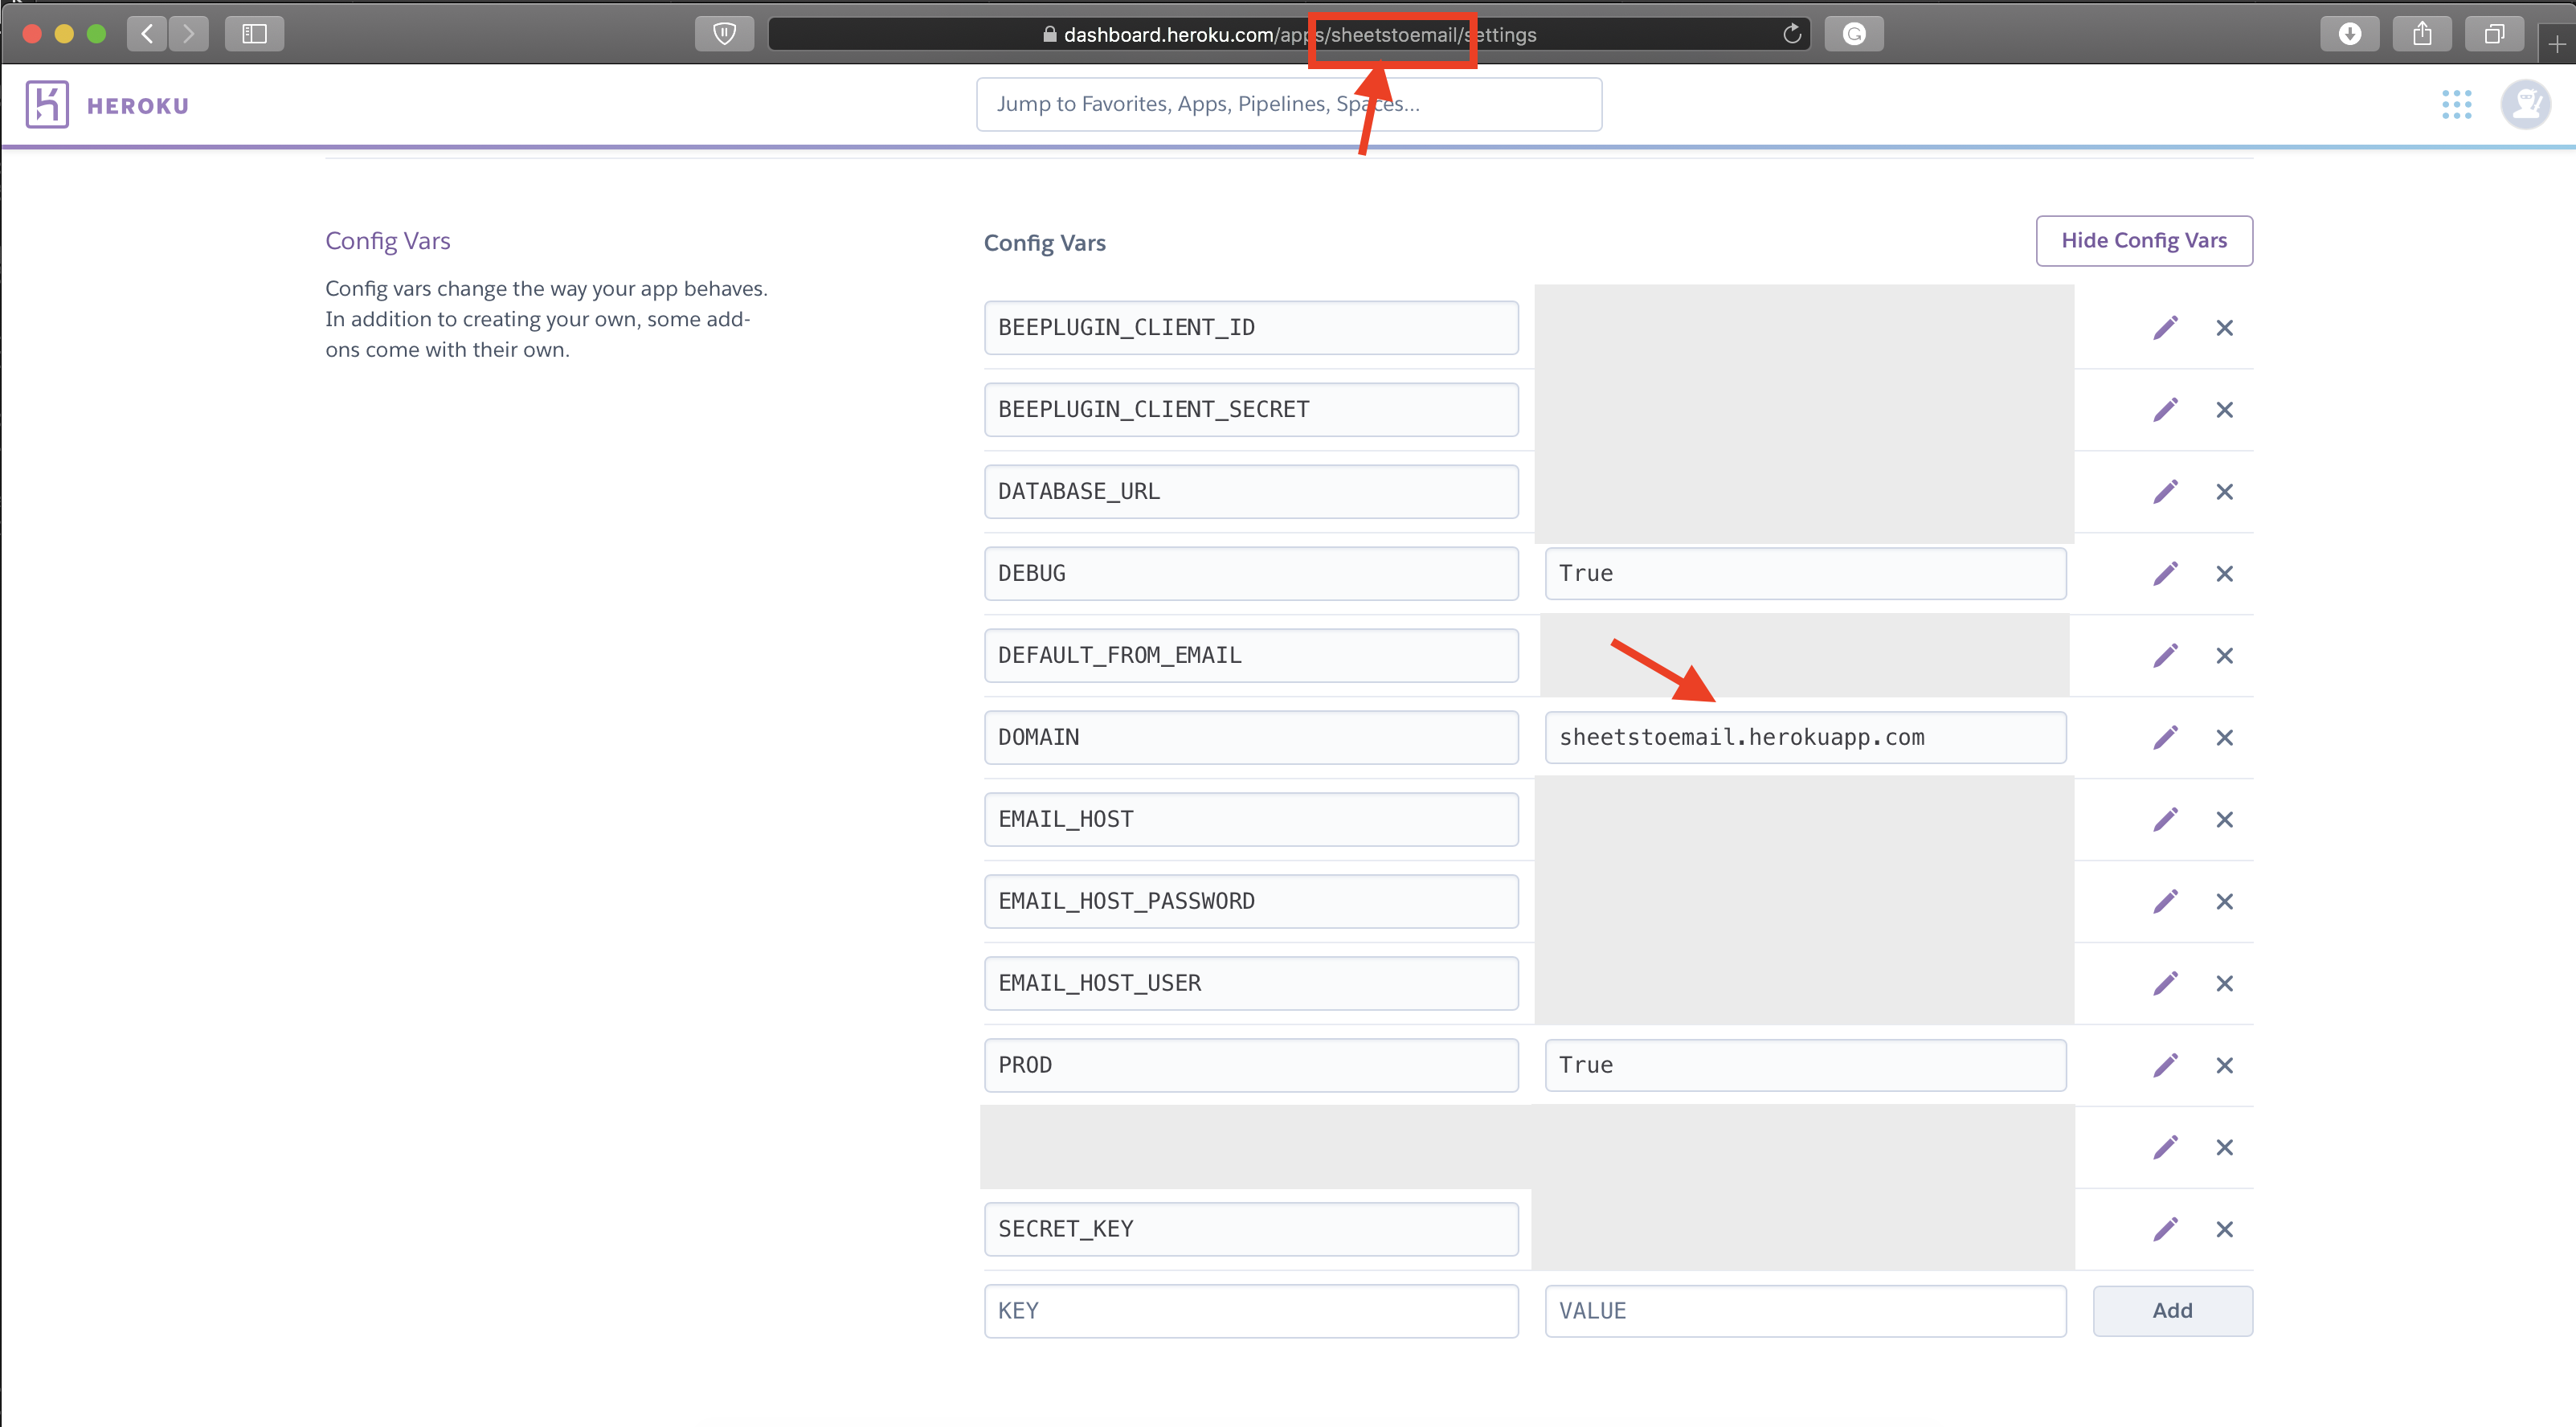 dashboard.heroku.com/apps/sheetstoemail/settings
HEROKU
Jump to Favorites, Apps, Pipelines, Spaces...
Config Vars
Config vars change the way your app behaves.
In addition to creating your own, some add-
ons come with their own.
Config Vars
Hide Config Vars
BEEPLUGIN_CLIENT_ID
BEEPLUGIN_CLIENT_SECRET
DATABASE_URL
DEBUG True
DEFAULT_FROM_EMAIL
DOMAIN sheetstoemail.herokuapp.com
EMAIL_HOST
EMAIL_HOST_PASSWORD
EMAIL_HOST_USER
PROD True
SECRET_KEY
KEY VALUE Add